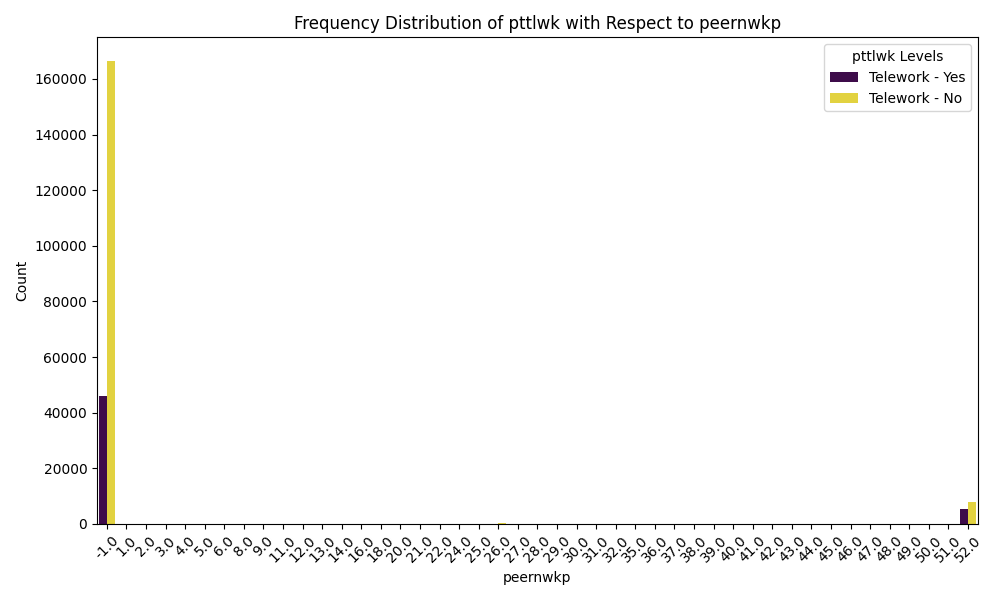 Frequency Distribution of pttlwk with Respect to peernwkp
pttlwk Levels
Telework - Yes
Telework - No
160000
140000
120000
100000
80000
60000
40000
20000
0
Count
-1.0 1.0 2.0 3.0 4.0 5.0 6.0 8.0 9.0 11.0 12.0 13.0 14.0 16.0 18.0 20.0 21.0 22.0 24.0 25.0 26.0 27.0 28.0 29.0 30.0 31.0 32.0 35.0 36.0 37.0 38.0 39.0 40.0 41.0 42.0 43.0 44.0 45.0 46.0 47.0 48.0 49.0 50.0 51.0 52.0
peernwkp